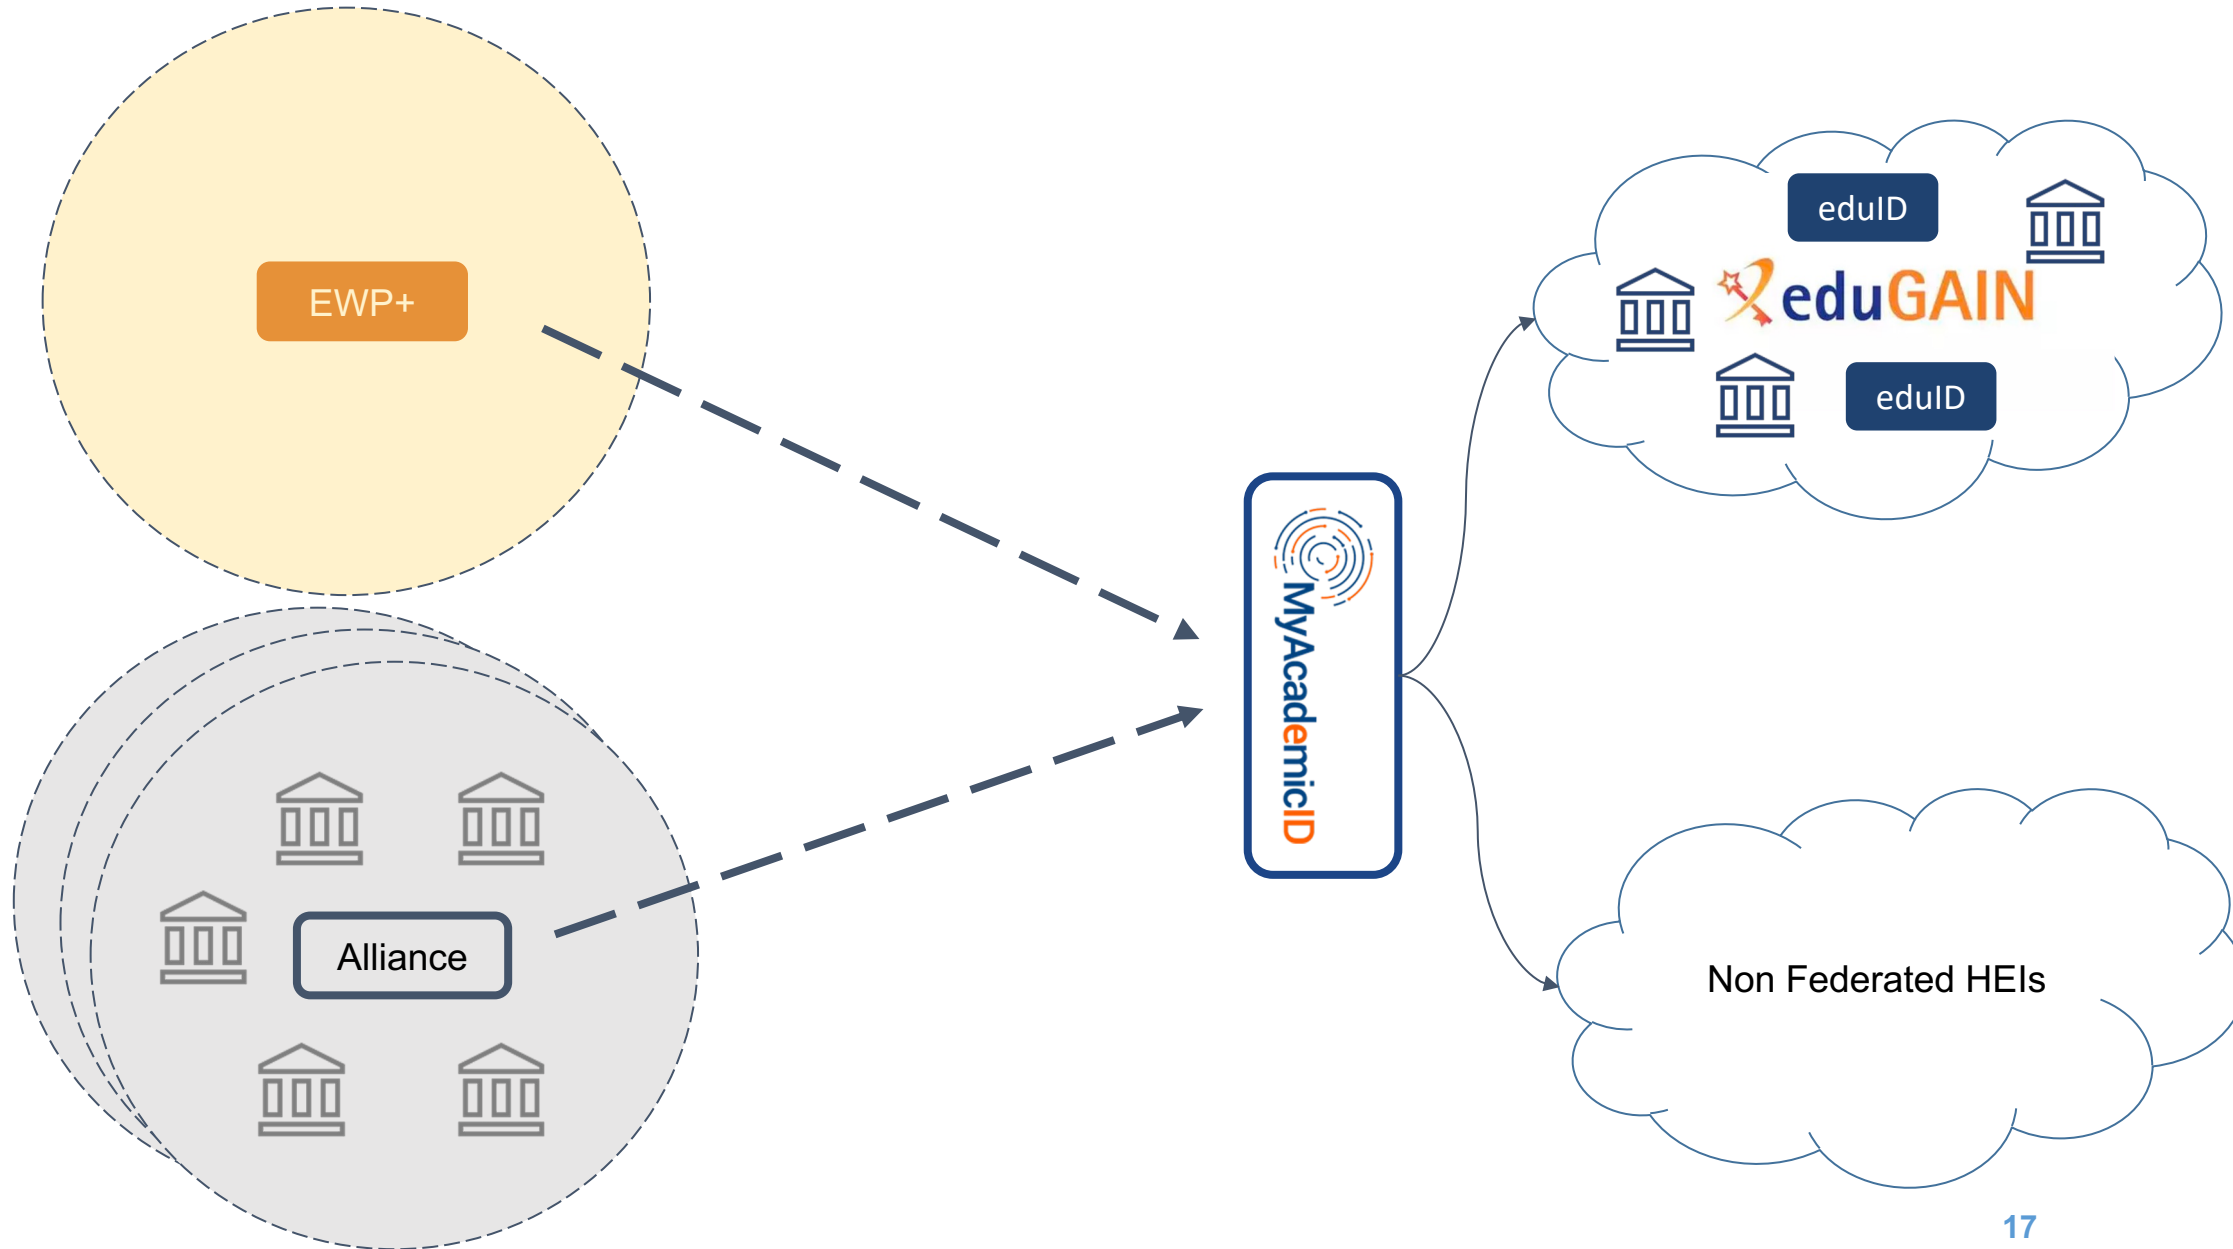 EWP+
Alliance
MyAcademicID
eduID
eduGAIN
eduID
Non Federated HEIs
17